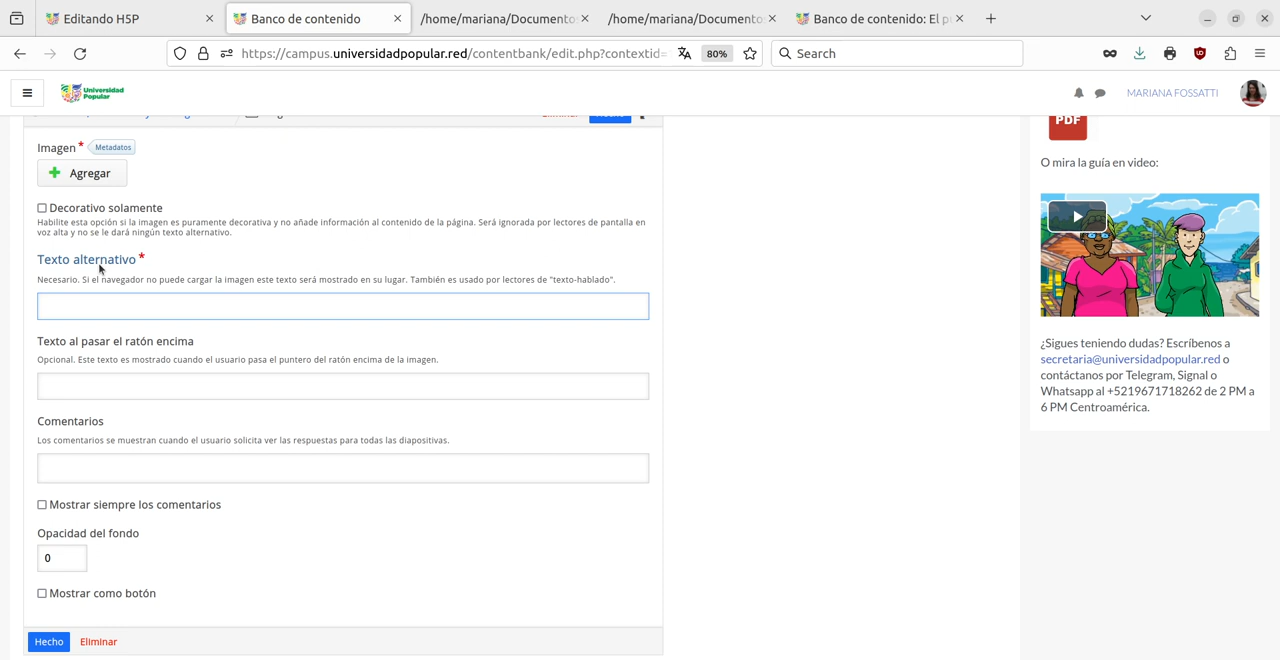 Editando H5P
Banco de contenido
/home/mariana/Documento
/home/mariana/Documento
Banco de contenido: El p
https://campus.universidadpopular.red/contentbank/edit.php?contextid=
80%
Search
Universidad
Popular
MARIANA FOSSATTI
Imagen *
Metadatos
Agregar
Decorativo solamente
Habilite esta opción si la imagen es puramente decorativa y no añade información al contenido de la página. Será ignorada por lectores de pantalla en
voz alta y no se le dará ningún texto alternativo.
Texto alternativo *
Necesario. Si el navegador no puede cargar la imagen este texto será mostrado en su lugar. También es usado por lectores de "texto-hablado".
Texto al pasar el ratón encima
Opcional. Este texto es mostrado cuando el usuario pasa el puntero del ratón encima de la imagen.
Comentarios
Los comentarios se muestran cuando el usuario solicita ver las respuestas para todas las diapositivas.
Mostrar siempre los comentarios
Opacidad del fondo
0
Mostrar como botón
Hecho
Eliminar
PDF
O mira la guía en video:
¿Sigues teniendo dudas? Escríbenos a
secretaria@universidadpopular.red o
contáctanos por Telegram, Signal o
Whatsapp al +5219671718262 de 2 PM a
6 PM Centroamérica.